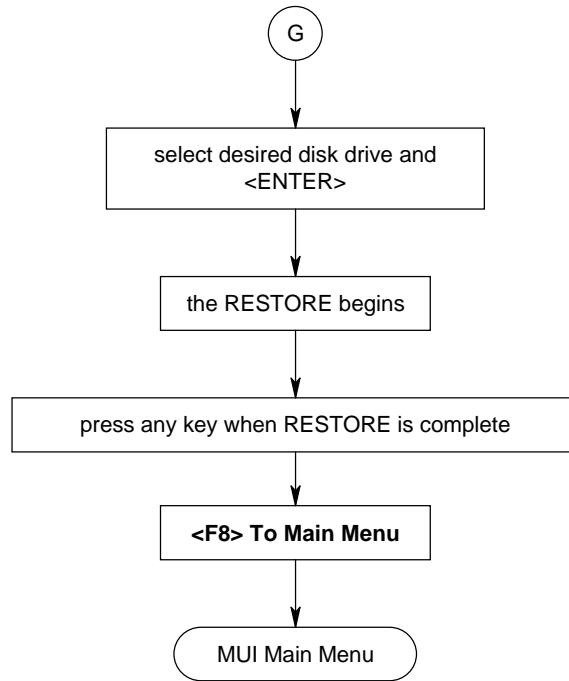 G
select desired disk drive and
<ENTER>
the RESTORE begins
press any key when RESTORE is complete
<F8> To Main Menu
MUI Main Menu